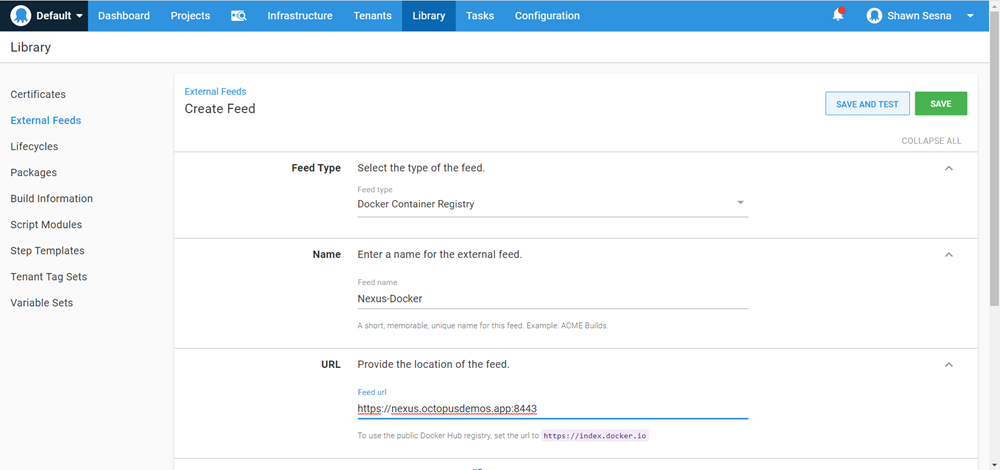 Default Dashboard Projects Infrastructure Tenants Library Tasks Configuration Shawn Sesna
Library
Certificates
External Feeds
Lifecycles
Packages
Build Information
Script Modules
Step Templates
Tenant Tag Sets
Variable Sets
External Feeds
Create Feed
SAVE AND TEST SAVE
COLLAPSE ALL
Feed Type Select the type of the feed.
Feed type
Docker Container Registry
Name Enter a name for the external feed.
Feed name
Nexus-Docker
A short, memorable, unique name for this feed. Example: ACME Builds.
URL Provide the location of the feed.
Feed url
https://nexus.octopusdemos.app:8443
To use the public Docker Hub registry, set the url to https://index.docker.io